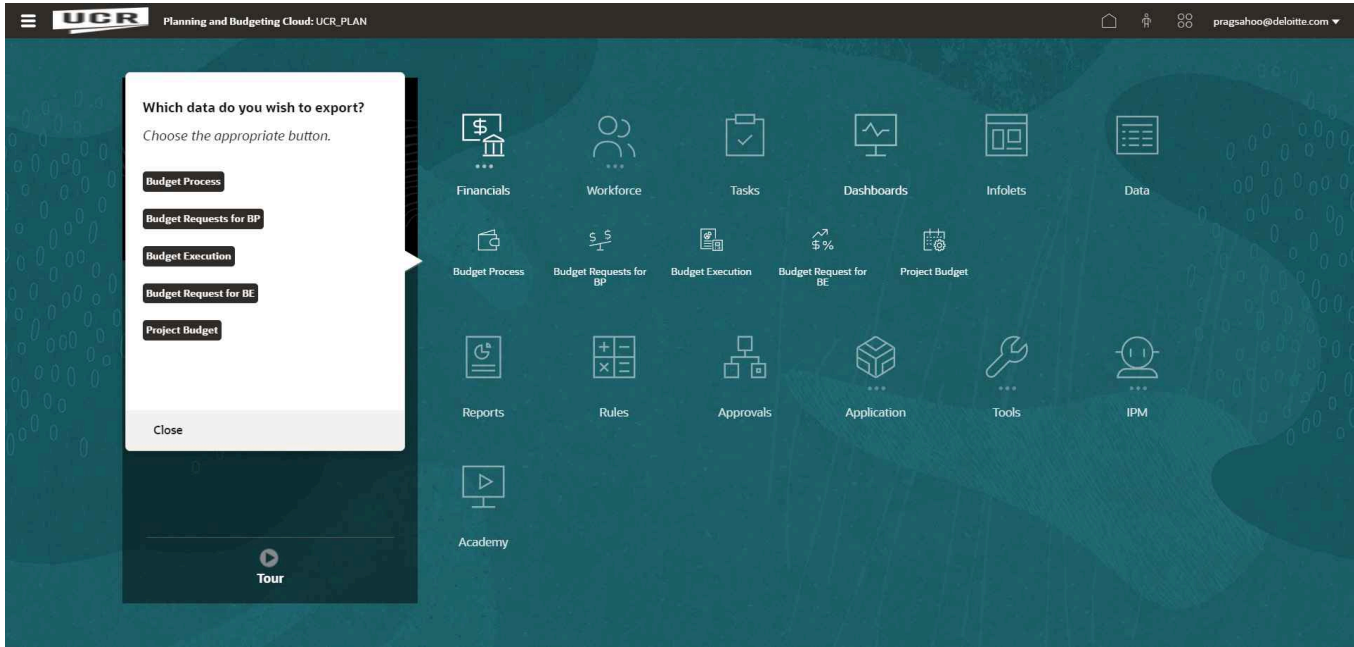 UCR Planning and Budgeting Cloud: UCR_PLAN pragsahoo@deloitte.com
Which data do you wish to export?
Choose the appropriate button.
Budget Process
Budget Requests for BP
Budget Execution
Budget Request for BE
Project Budget
Close
Tour
Financials Workforce Tasks Dashboards Infolets Data
Budget Process Budget Requests for BP Budget Execution Budget Request for BE Project Budget
Reports Rules Approvals Application Tools IPM
Academy